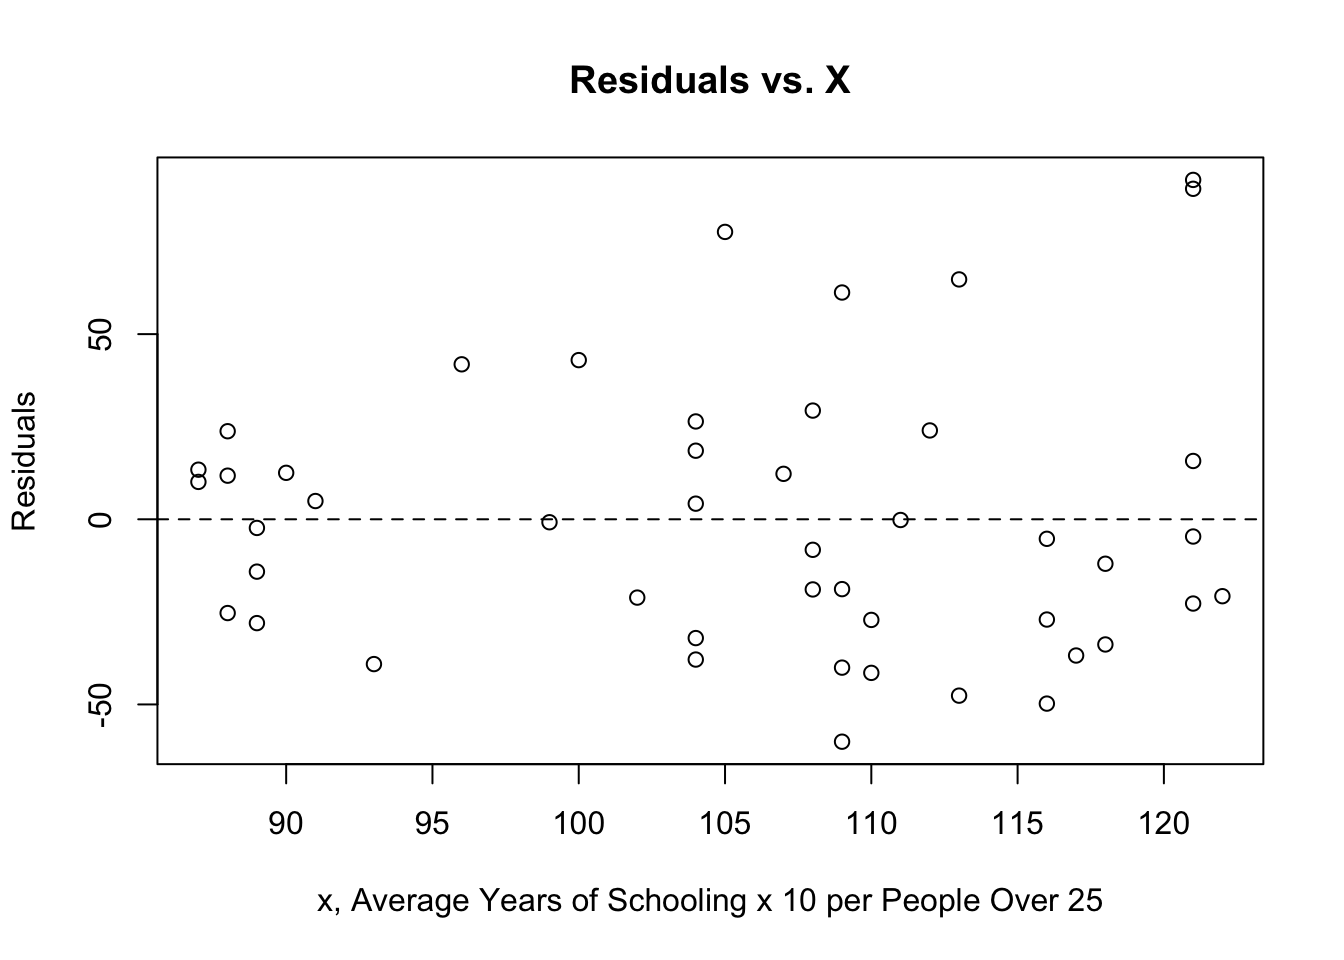 Residuals vs. X
Residuals
50
0
-50
90 95 100 105 110 115 120
x, Average Years of Schooling x 10 per People Over 25